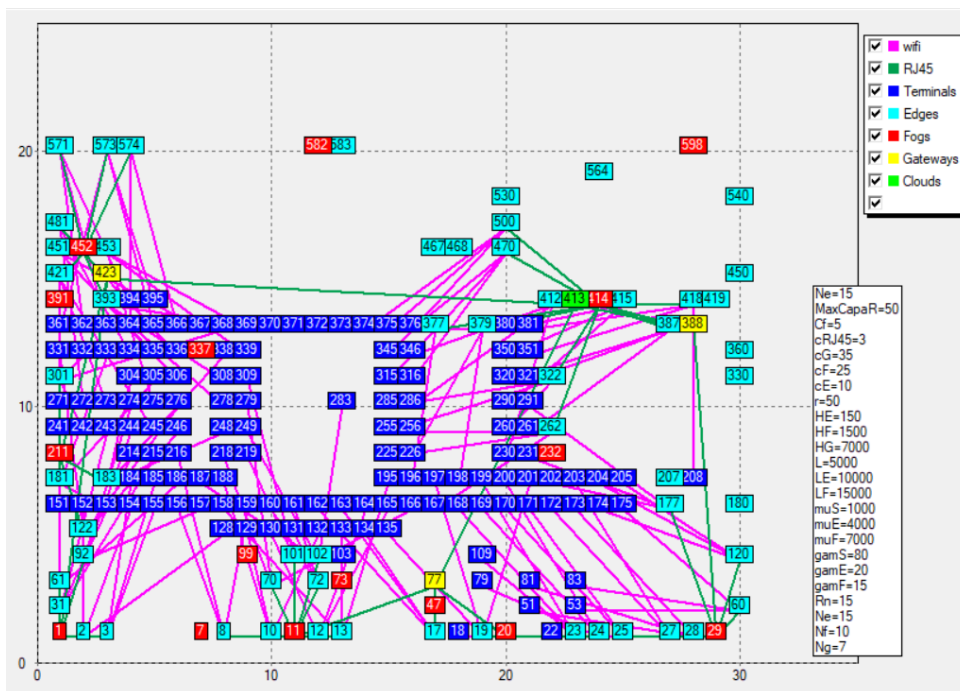 wifi
RJ45
Terminals
Edges
Fogs
Gateways
Clouds
20
571 573 574 582 583 598
564
530 540
481 500
451 452 453 467 468 470
421 423 450
391 393 394 395 412 413 414 415 418 419
361 362 363 364 365 366 367 368 369 370 371 372 373 374 375 376 377 379 380 381 387 388
331 332 333 334 335 336 337 338 339 345 346 350 351 360
301 304 305 306 308 309 315 316 320 321 322 330
10
271 272 273 274 275 276 278 279 283 285 286 290 291
241 242 243 244 245 246 248 249 255 256 260 261 262
211 214 215 216 218 219 225 226 230 231 232
181 183 184 185 186 187 188 195 196 197 198 199 200 201 202 203 204 205 207 208
151 152 153 154 155 156 157 158 159 160 161 162 163 164 165 166 167 168 169 170 171 172 173 174 175 177 180
122 128 129 130 131 132 133 134 135
92 99 101 102 103 109 120
61 70 72 73 77 79 81 83
31 47 51 53 60
1 2 3 7 8 10 11 12 13 17 18 19 20 22 23 24 25 27 28 29
0
0 10 20 30
Ne=15
MaxCapaR=50
Cf=5
cRJ45=3
cG=35
cF=25
cE=10
r=50
HE=150
HF=1500
HG=7000
L=5000
LE=10000
LF=15000
muS=1000
muE=4000
muF=7000
gamS=80
gamE=20
gamF=15
Rn=15
Ne=15
Nf=10
Ng=7